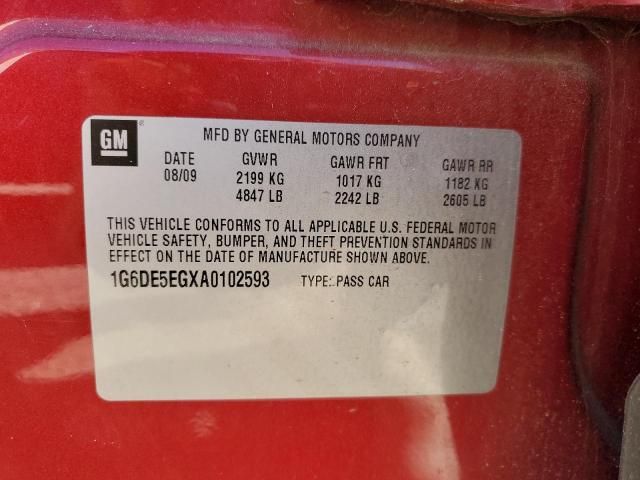 GM ® MFD BY GENERAL MOTORS COMPANY
DATE GVWR GAWR FRT GAWR RR
08/09 2199 KG 1017 KG 1182 KG
4847 LB 2242 LB 2605 LB
THIS VEHICLE CONFORMS TO ALL APPLICABLE U.S. FEDERAL MOTOR
VEHICLE SAFETY, BUMPER, AND THEFT PREVENTION STANDARDS IN
EFFECT ON THE DATE OF MANUFACTURE SHOWN ABOVE.
1G6DE5EGXA0102593 TYPE: PASS CAR